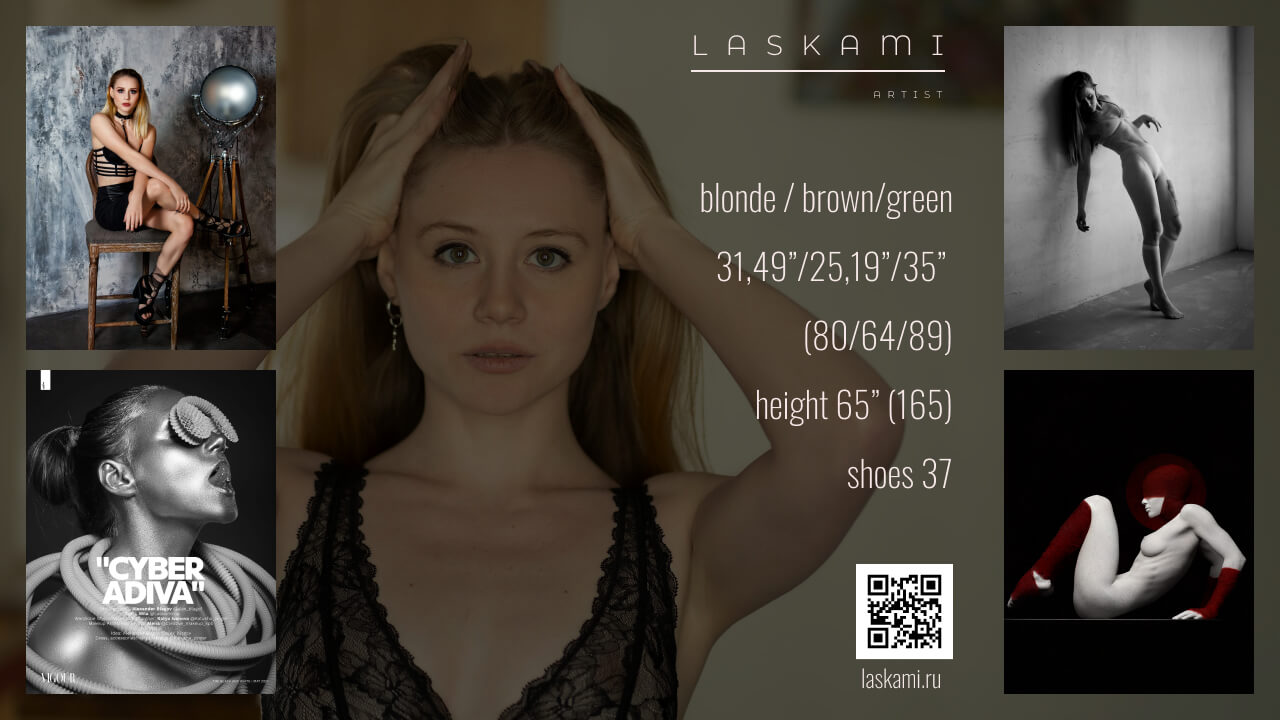 LASKAMI
ARTIST
blonde / brown/green
31,49”/25,19”/35”
(80/64/89)
height 65” (165)
shoes 37
laskami.ru
"CYBER
ADIVA"
VIGOUR